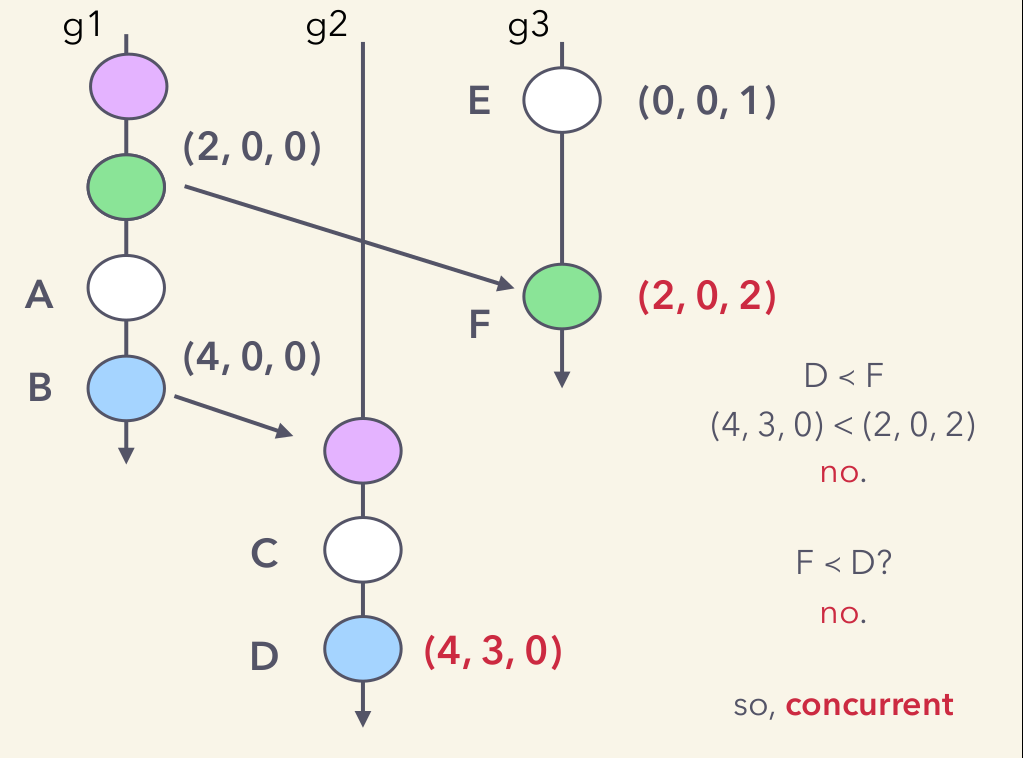 g1
g2
g3
E
(0, 0, 1)
(2, 0, 0)
A
F
(2, 0, 2)
B
(4, 0, 0)
D ≺ F
(4, 3, 0) < (2, 0, 2)
no.
C
F ≺ D?
no.
D
(4, 3, 0)
so, concurrent